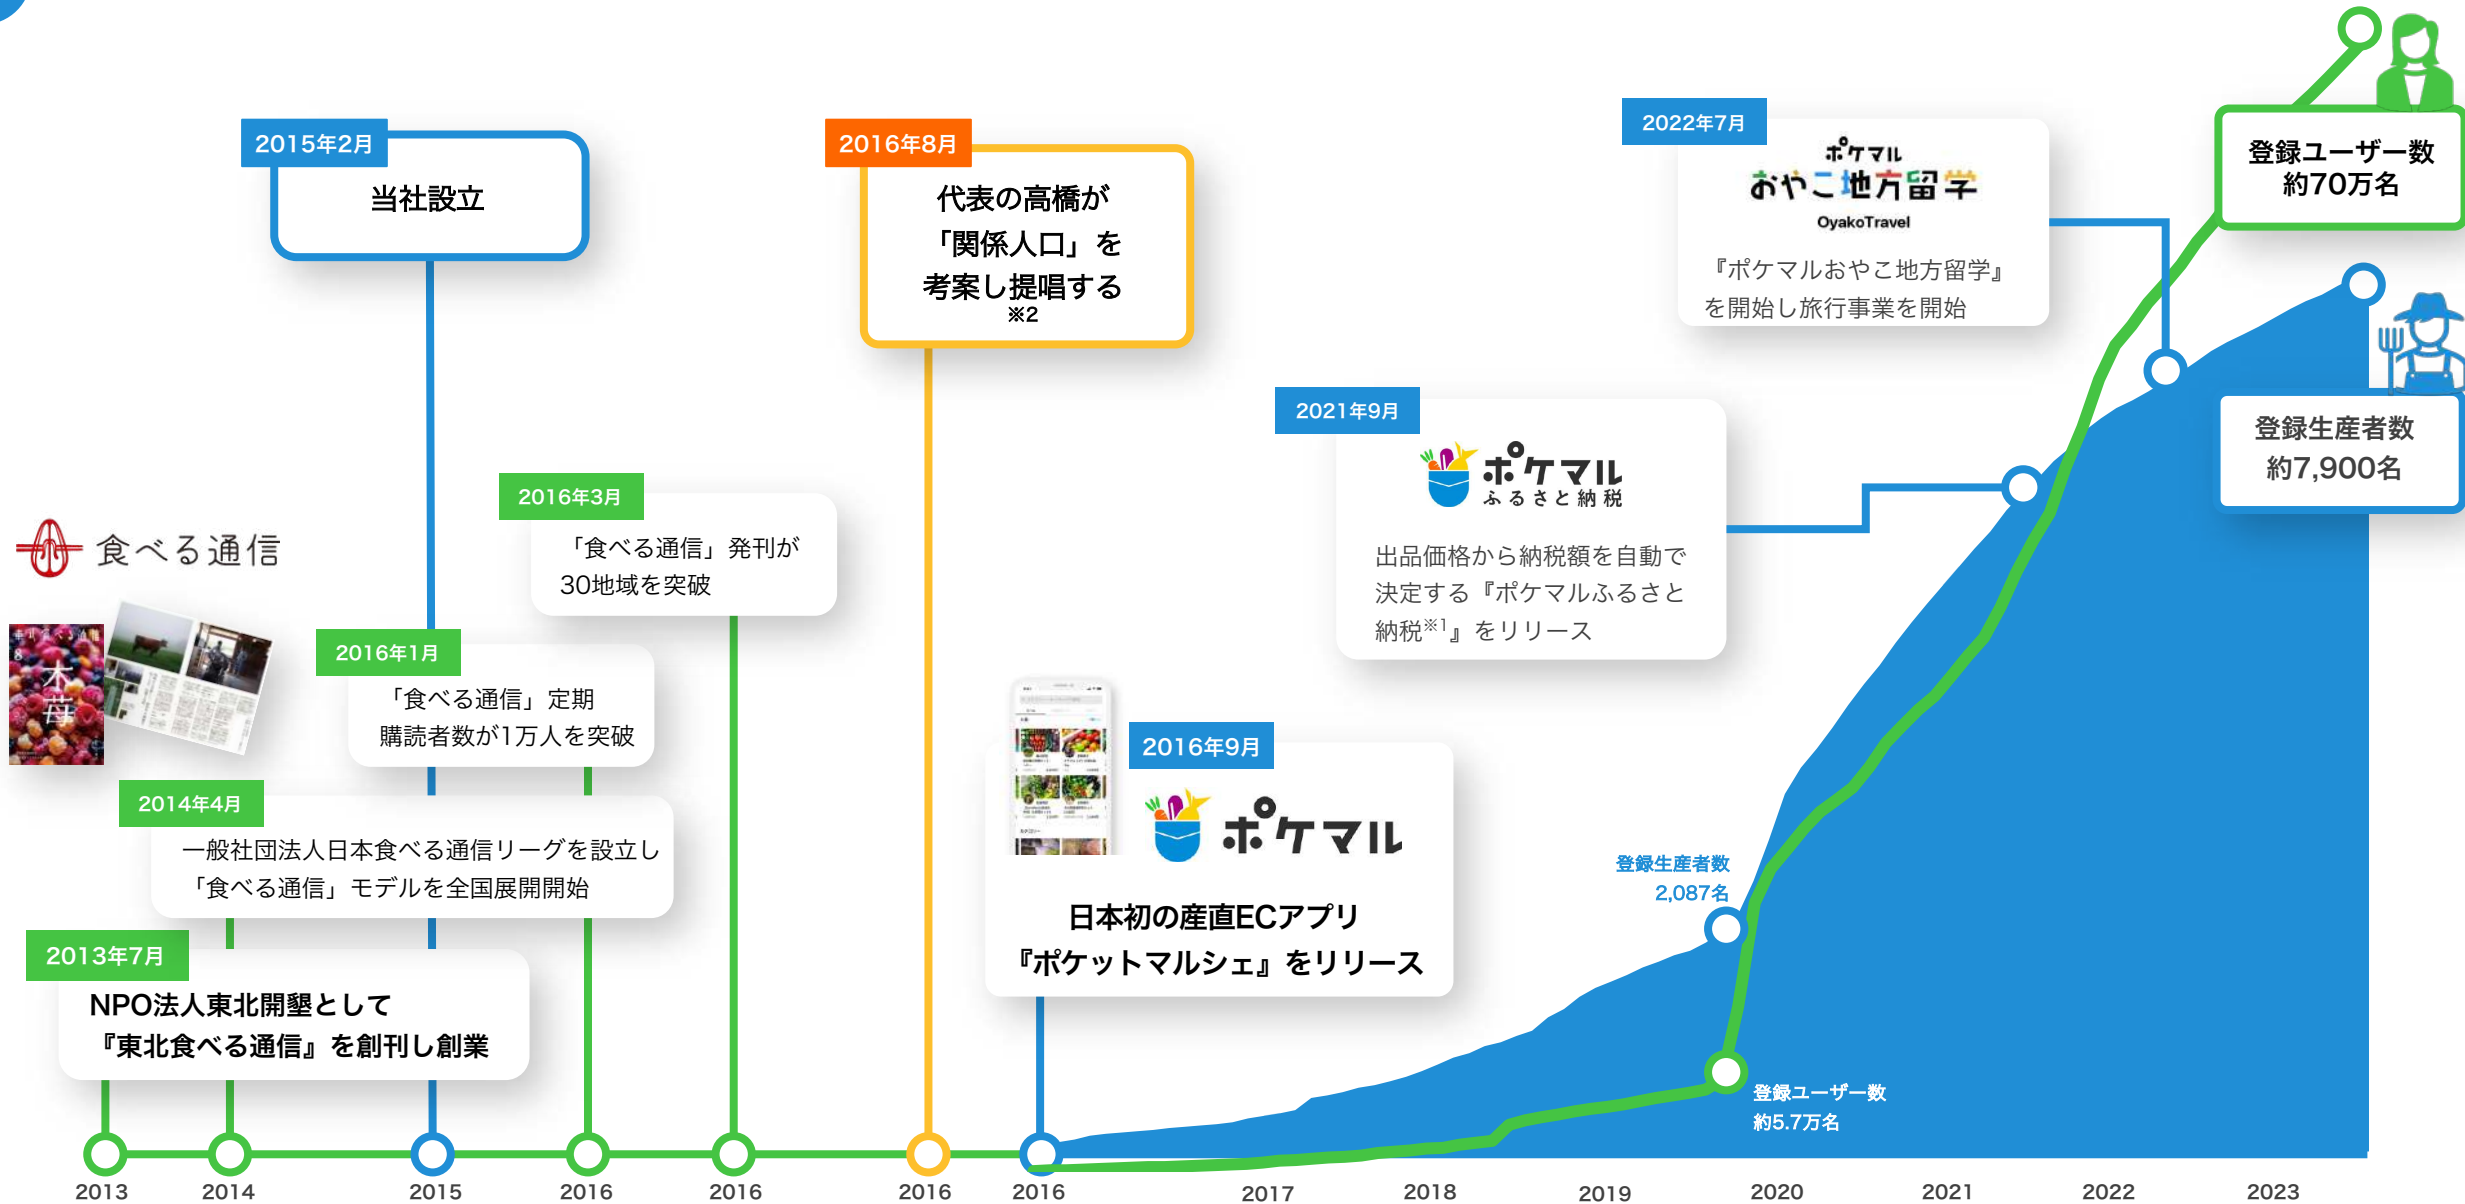 2015年2月
当社設立
2016年8月
代表の高橋が
「関係人口」を
考案し提唱する
※2
2022年7月
ポケマル
おやこ地方留学
OyakoTravel
『ポケマルおやこ地方留学』
を開始し旅行事業を開始
登録ユーザー数
約70万名
2021年9月
ポケマル
ふるさと納税
出品価格から納税額を自動で
決定する『ポケマルふるさと
納税※1』をリリース
登録生産者数
約7,900名
食べる通信
木苺
2016年3月
「食べる通信」発刊が
30地域を突破
2016年1月
「食べる通信」定期
購読者数が1万人を突破
2014年4月
一般社団法人日本食べる通信リーグを設立し
「食べる通信」モデルを全国展開開始
2013年7月
NPO法人東北開墾として
『東北食べる通信』を創刊し創業
2016年9月
ポケマル
日本初の産直ECアプリ
『ポケットマルシェ』をリリース
登録生産者数
2,087名
登録ユーザー数
約5.7万名
2013 2014 2015 2016 2016 2016 2016 2017 2018 2019 2020 2021 2022 2023